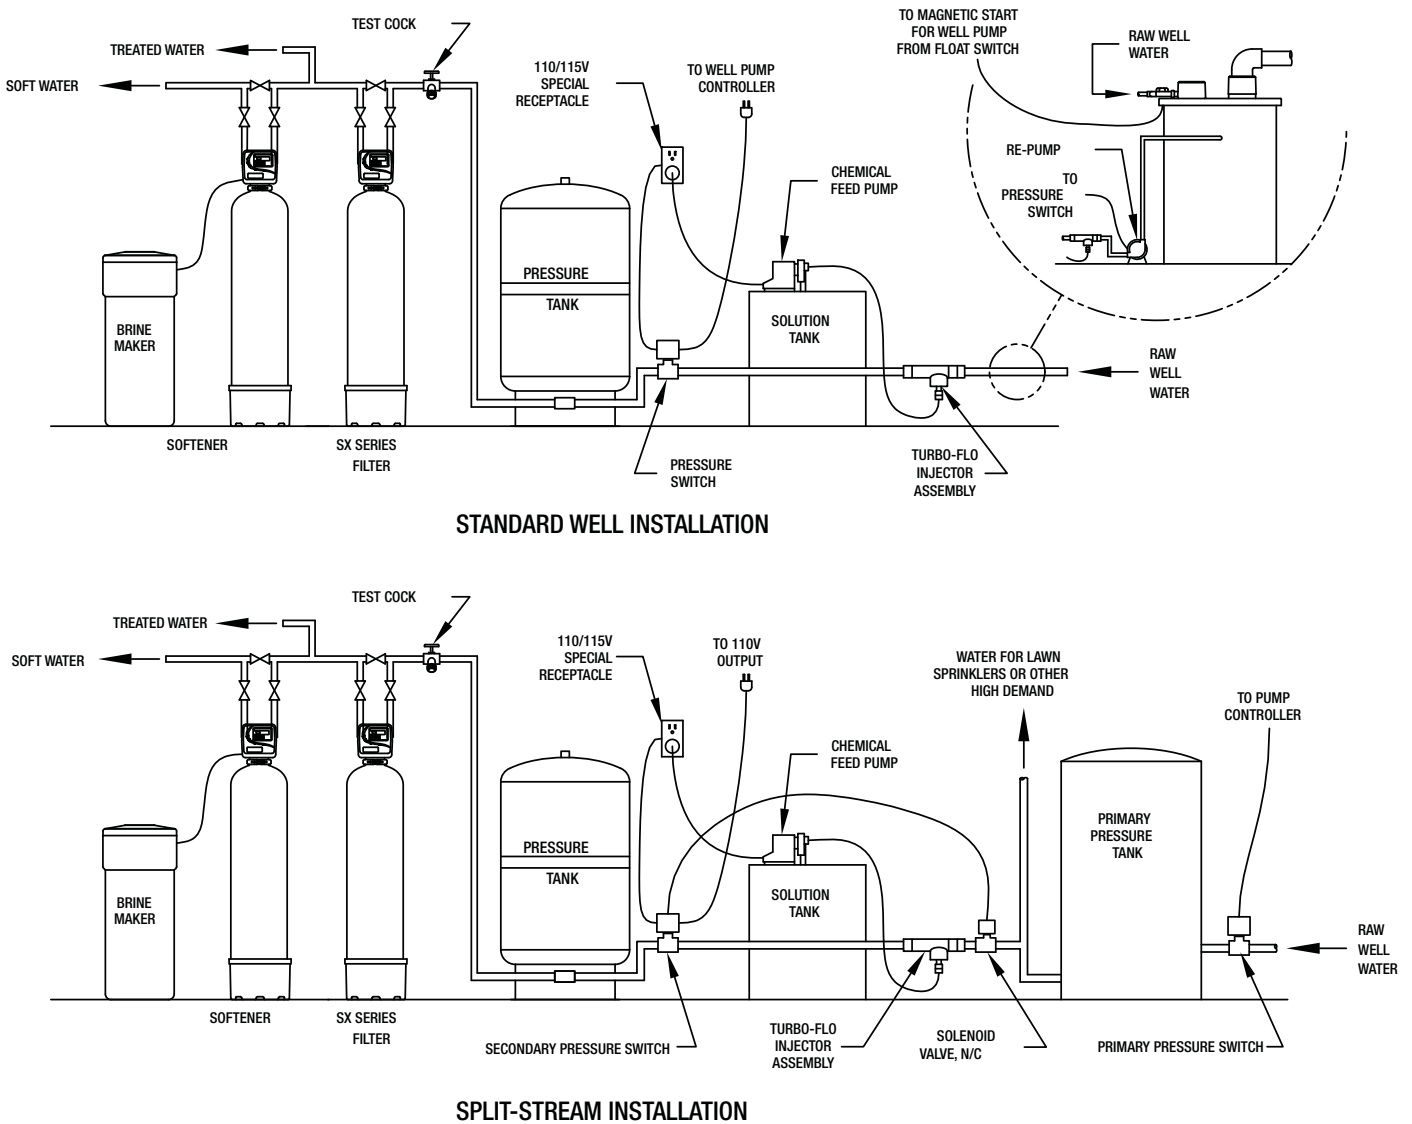 TEST COCK
TREATED WATER
SOFT WATER
110/115V
SPECIAL
RECEPTACLE
TO WELL PUMP
CONTROLLER
TO MAGNETIC START
FOR WELL PUMP
FROM FLOAT SWITCH
RAW WELL
WATER
RE-PUMP
TO
PRESSURE
SWITCH
CHEMICAL
FEED PUMP
PRESSURE
TANK
SOLUTION
TANK
BRINE
MAKER
RAW
WELL
WATER
SOFTENER
SX SERIES
FILTER
PRESSURE
SWITCH
TURBO-FLO
INJECTOR
ASSEMBLY
STANDARD WELL INSTALLATION
TEST COCK
TREATED WATER
SOFT WATER
110/115V
SPECIAL
RECEPTACLE
TO 110V
OUTPUT
WATER FOR LAWN
SPRINKLERS OR OTHER
HIGH DEMAND
TO PUMP
CONTROLLER
CHEMICAL
FEED PUMP
PRESSURE
TANK
SOLUTION
TANK
PRIMARY
PRESSURE
TANK
BRINE
MAKER
RAW
WELL
WATER
SOFTENER
SX SERIES
FILTER
SECONDARY PRESSURE SWITCH
TURBO-FLO
INJECTOR
ASSEMBLY
SOLENOID
VALVE, N/C
PRIMARY PRESSURE SWITCH
SPLIT-STREAM INSTALLATION